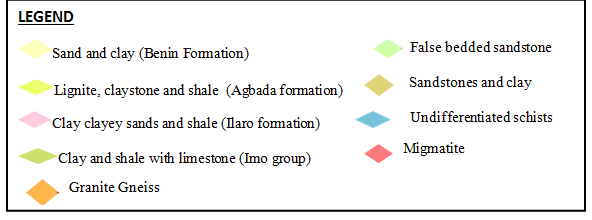 LEGEND
Sand and clay (Benin Formation)
Lignite, claystone and shale (Agbada formation)
Clay clayey sands and shale (Ilaro formation)
Clay and shale with limestone (Imo group)
Granite Gneiss
False bedded sandstone
Sandstones and clay
Undifferentiated schists
Migmatite